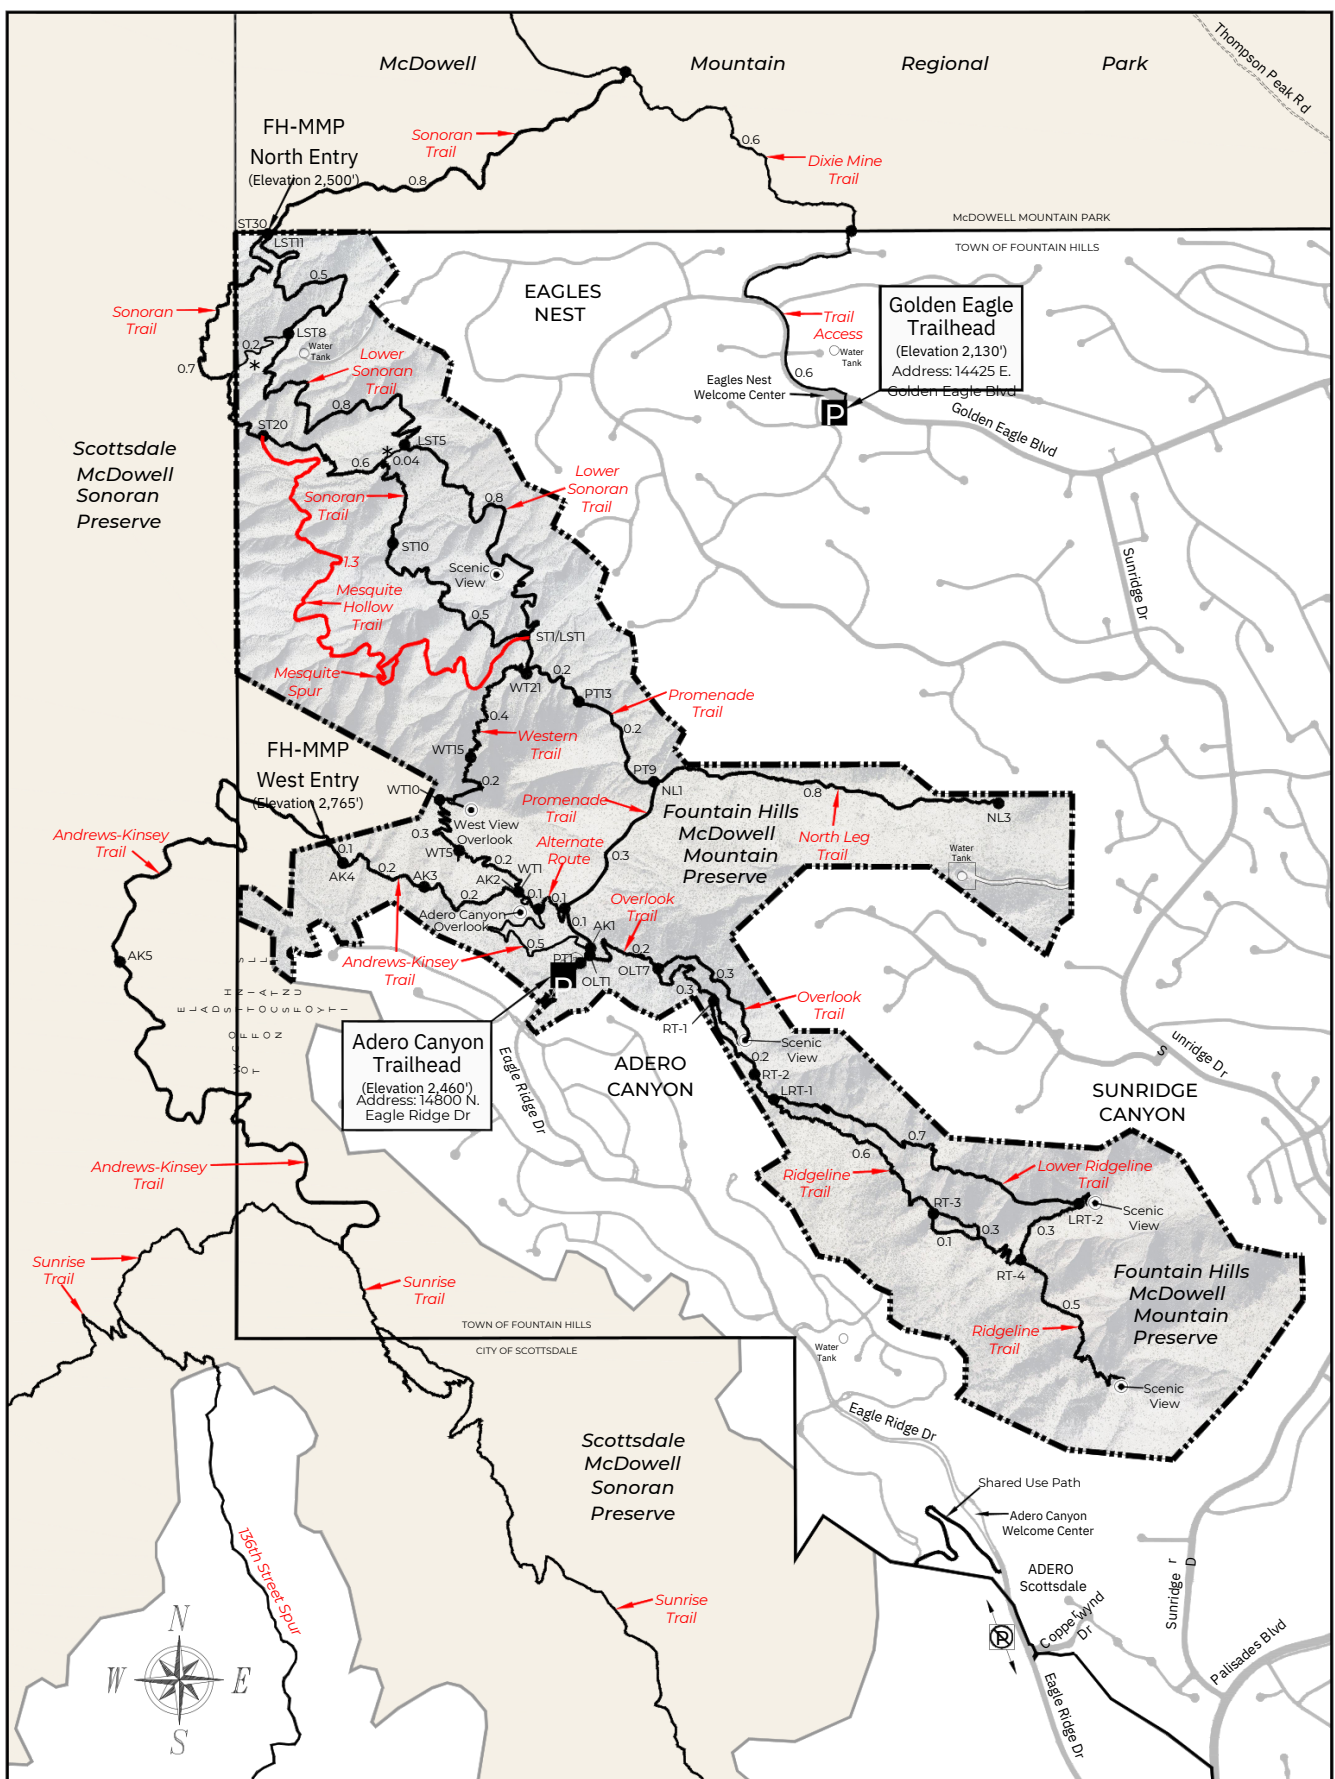 McDowell Mountain Regional Park
Thompson Peak Rd
FH-MMP
North Entry
(Elevation 2,500')
Sonoran
Trail
0.8
0.6
Dixie Mine
Trail
McDOWELL MOUNTAIN PARK
TOWN OF FOUNTAIN HILLS
ST30
LST11
0.5
Sonoran
Trail
0.7
LST8
0.2
*
Water
Tank
Lower
Sonoran
Trail
0.8
EAGLES
NEST
Trail
Access
Water
Tank
0.6
Eagles Nest
Welcome Center
P
Golden Eagle
Trailhead
(Elevation 2,130')
Address: 14425 E.
Golden Eagle Blvd
Golden Eagle Blvd
Sunridge Dr
Scottsdale
McDowell
Sonoran
Preserve
ST20
LST5
*
0.04
0.6
Sonoran
Trail
0.8
Lower
Sonoran
Trail
ST10
1.3
Scenic
View
Mesquite
Hollow
Trail
0.5
ST1/LST1
Mesquite
Spur
WT21
0.2
PT13
Promenade
Trail
0.4
0.2
Western
Trail
WT15
FH-MMP
West Entry
(Elevation 2,765')
WT10
0.2
PT9
NL1
0.8
NL3
North Leg
Trail
Promenade
Trail
Fountain Hills
McDowell
Mountain
Preserve
West View
Overlook
0.3
WT5
Alternate
Route
Andrews-Kinsey
Trail
0.1
AK4
0.2
AK3
0.2
AK2
0.2
WT1
0.3
0.1
0.1
Water
Tank
Adero Canyon
Overlook
0.1
AK1
Overlook
Trail
0.5
PT1
0.2
OLT7
OLT1
0.3
0.3
Andrews-Kinsey
Trail
AK5
P
RT-1
Overlook
Trail
Scenic
View
Adero Canyon
Trailhead
(Elevation 2,460')
Address: 14800 N.
Eagle Ridge Dr
Eagle Ridge Dr
ADERO
CANYON
0.2
RT-2
LRT-1
S
unridge Dr
SUNRIDGE
CANYON
0.7
0.6
Ridgeline
Trail
Lower Ridgeline
Trail
Andrews-Kinsey
Trail
RT-3
0.3
0.1
RT-4
0.3
LRT-2
Scenic
View
Sunrise
Trail
Sunrise
Trail
TOWN OF FOUNTAIN HILLS
CITY OF SCOTTSDALE
Fountain Hills
McDowell
Mountain
Preserve
0.5
Ridgeline
Trail
Scenic
View
Water
Tank
Eagle Ridge Dr
Scottsdale
McDowell
Sonoran
Preserve
Shared Use Path
Adero Canyon
Welcome Center
ADERO
Scottsdale
Copperwynd
Dr
Sunridge Dr
Palisades Blvd
P
Eagle Ridge Dr
136th Street Spur
Sunrise
Trail
N
W E
S